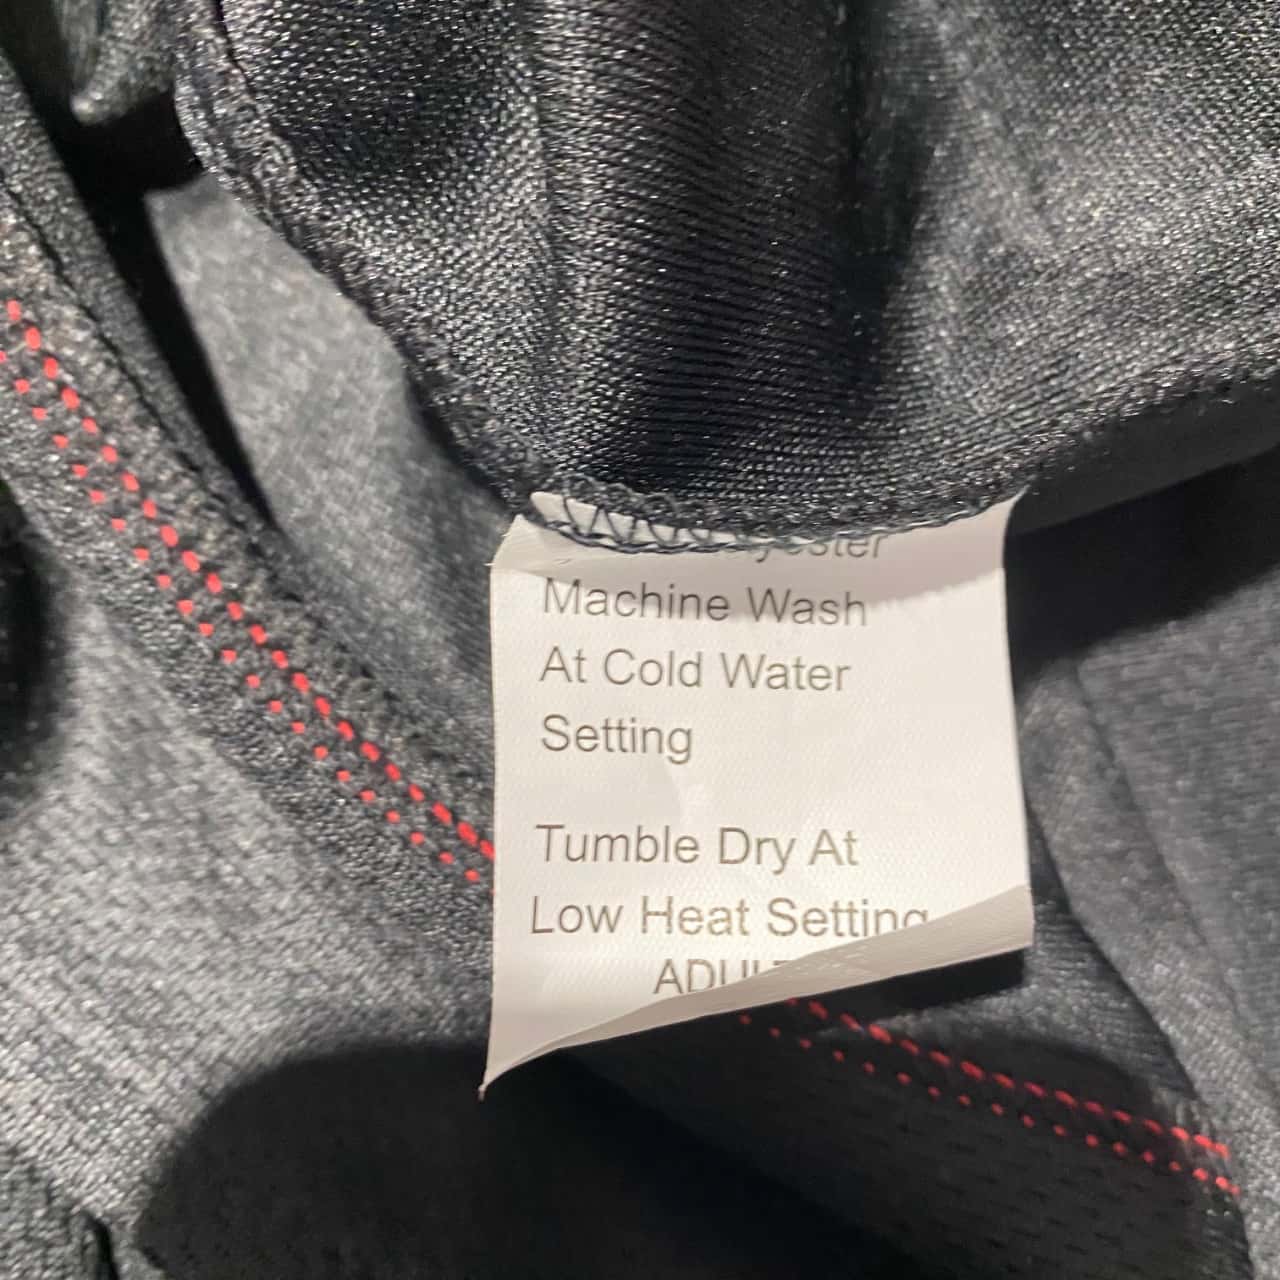 Machine Wash
At Cold Water
Setting
Tumble Dry At
Low Heat Setting